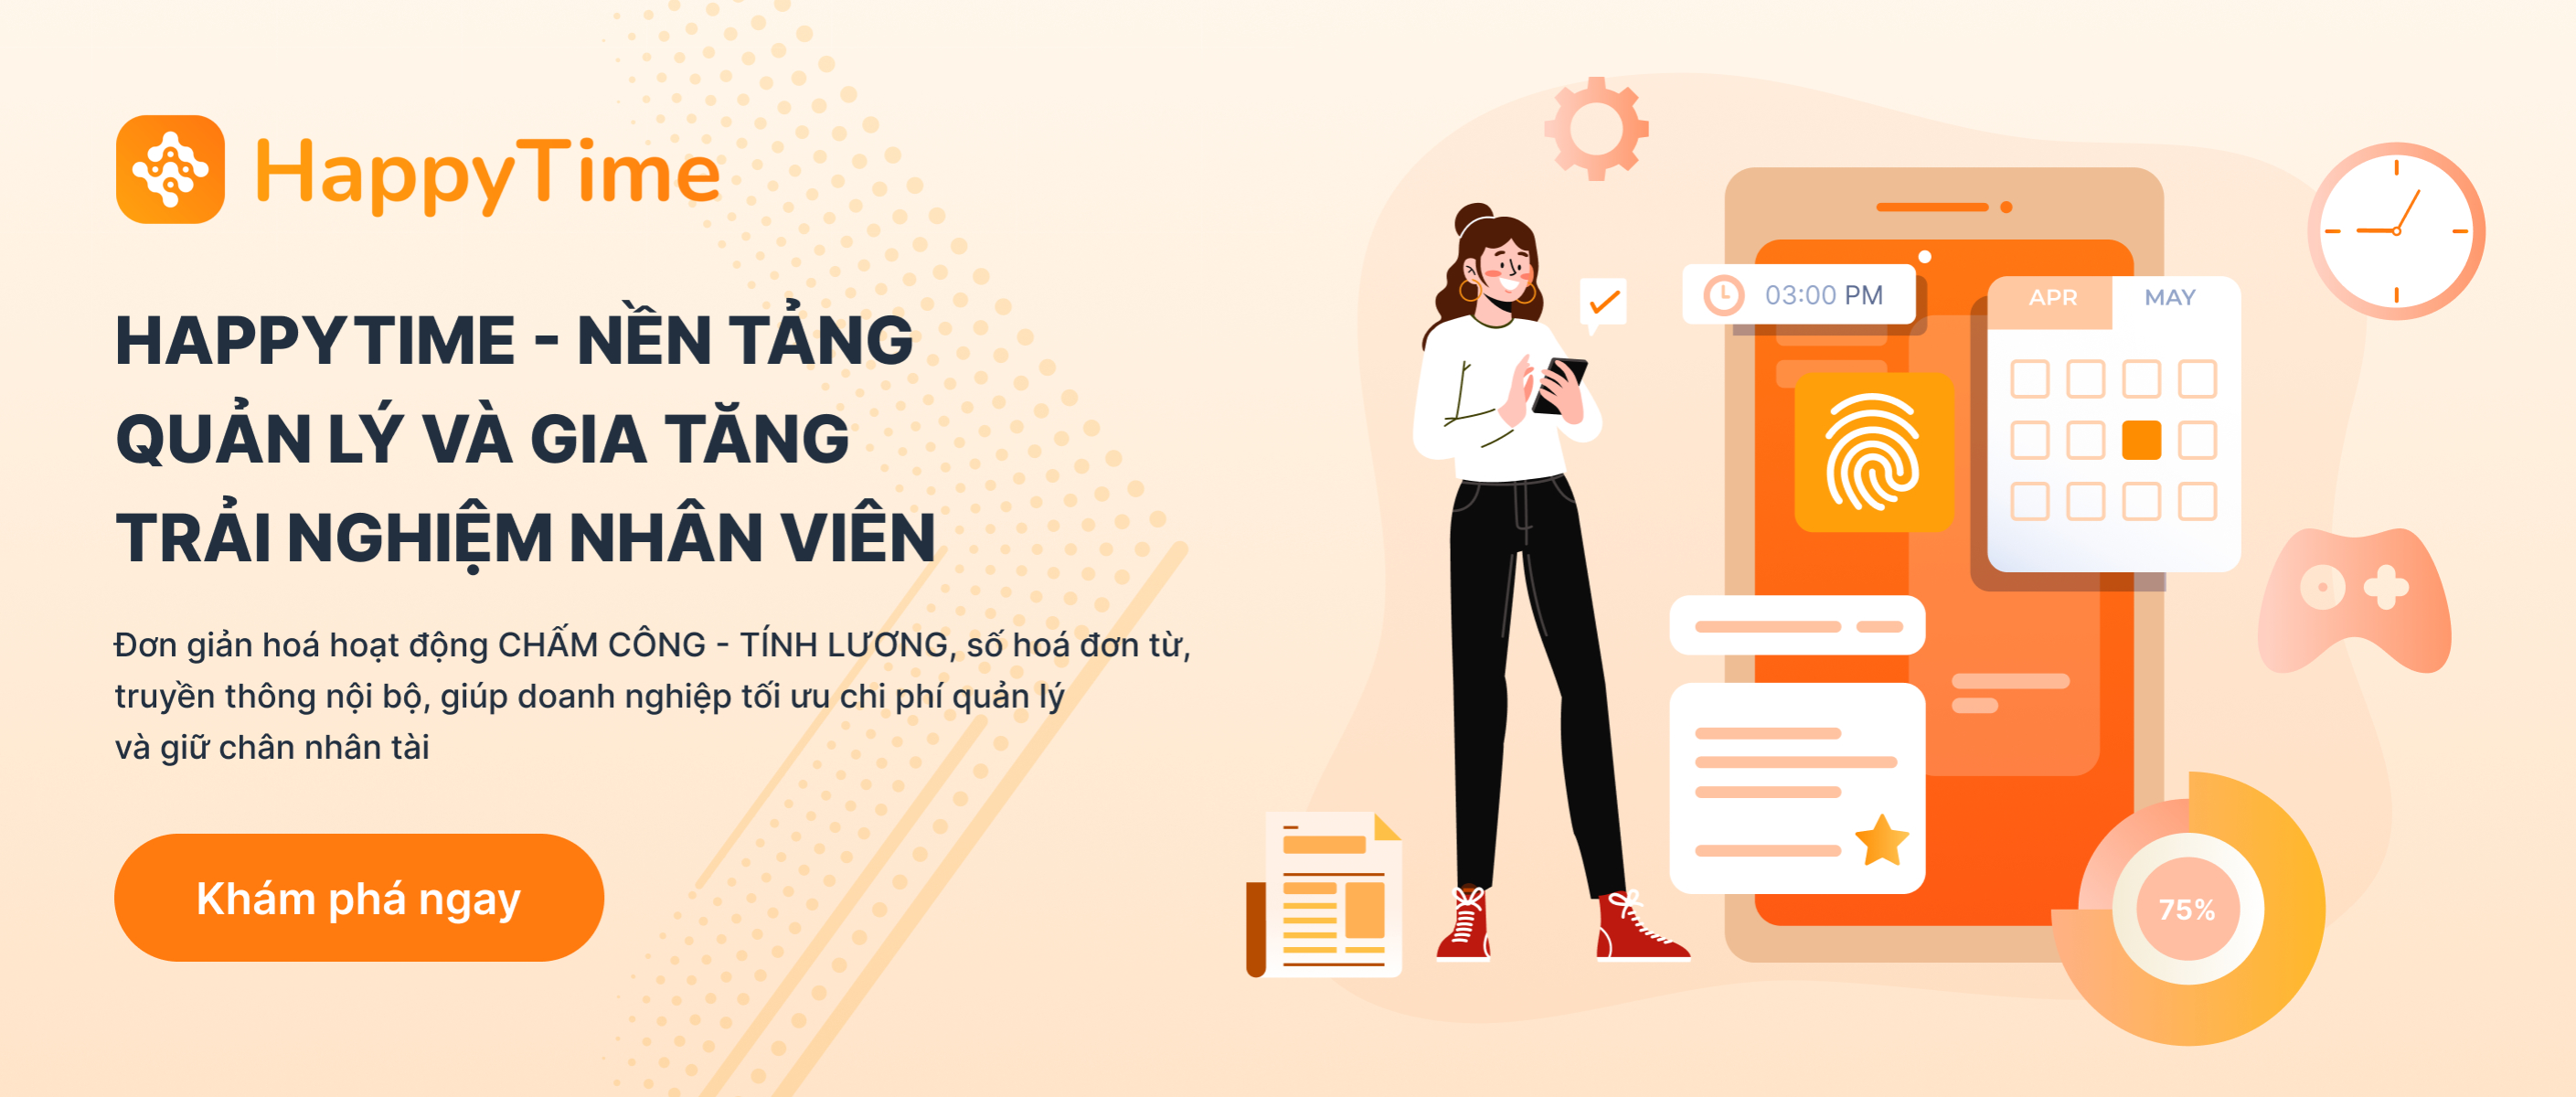 HappyTime
HAPPYTIME - NỀN TẢNG
QUẢN LÝ VÀ GIA TĂNG
TRẢI NGHIỆM NHÂN VIÊN
Đơn giản hoá hoạt động CHẤM CÔNG - TÍNH LƯƠNG, số hoá đơn từ,
truyền thông nội bộ, giúp doanh nghiệp tối ưu chi phí quản lý
và giữ chân nhân tài
Khám phá ngay
03:00 PM
APR MAY
75%